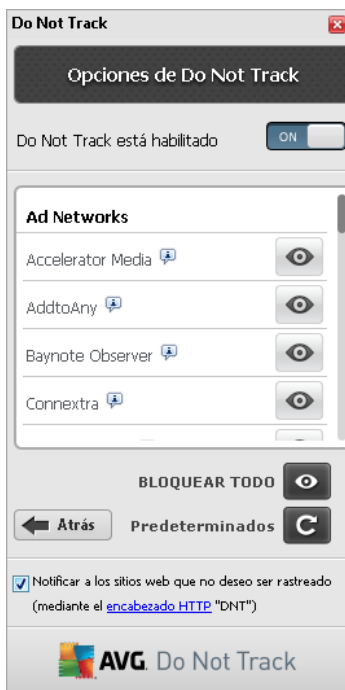 Do Not Track
Opciones de Do Not Track
Do Not Track está habilitado
ON
Ad Networks
Accelerator Media
AddtoAny
Baynote Observer
Connextra
BLOQUEAR TODO
Atrás
Predeterminados
Notificar a los sitios web que no deseo ser rastreado
(mediante el encabezado HTTP "DNT")
AVG. Do Not Track